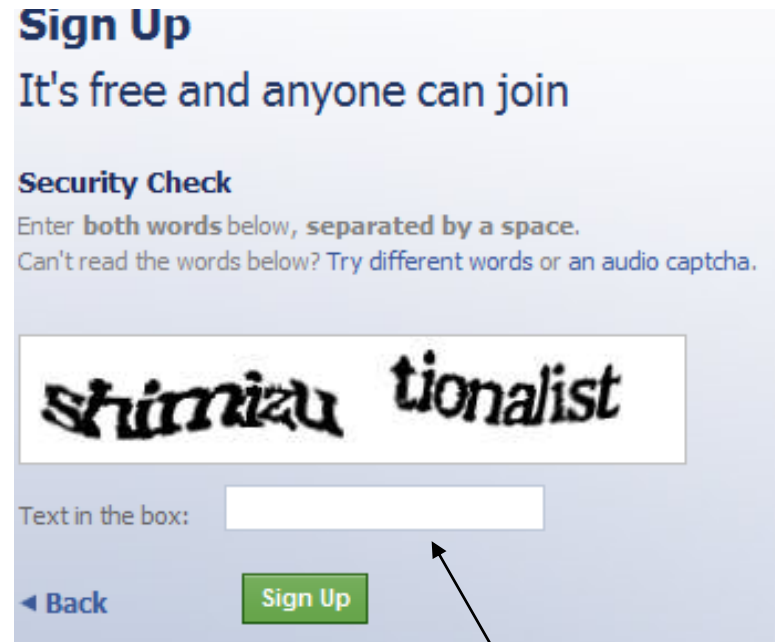 Sign Up
It's free and anyone can join
Security Check
Enter both words below, separated by a space.
Can't read the words below? Try different words or an audio captcha.
shimizu tionalist
Text in the box:
◄ Back Sign Up